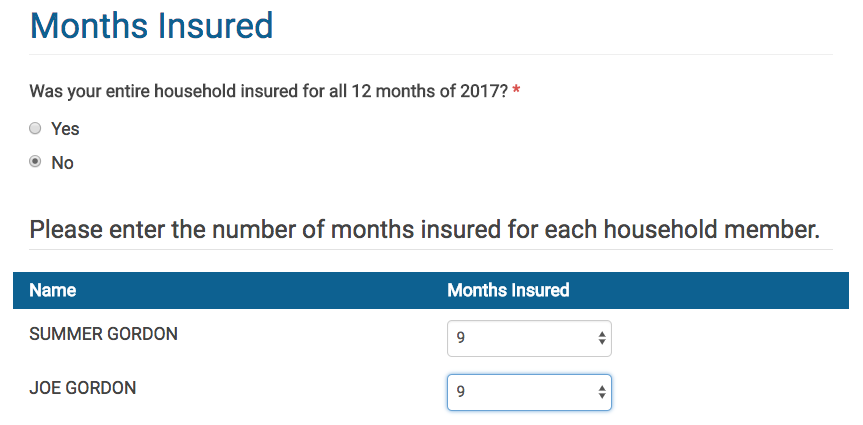 Months Insured
Was your entire household insured for all 12 months of 2017? *
Yes
No
Please enter the number of months insured for each household member.
Name Months Insured
SUMMER GORDON 9
JOE GORDON 9